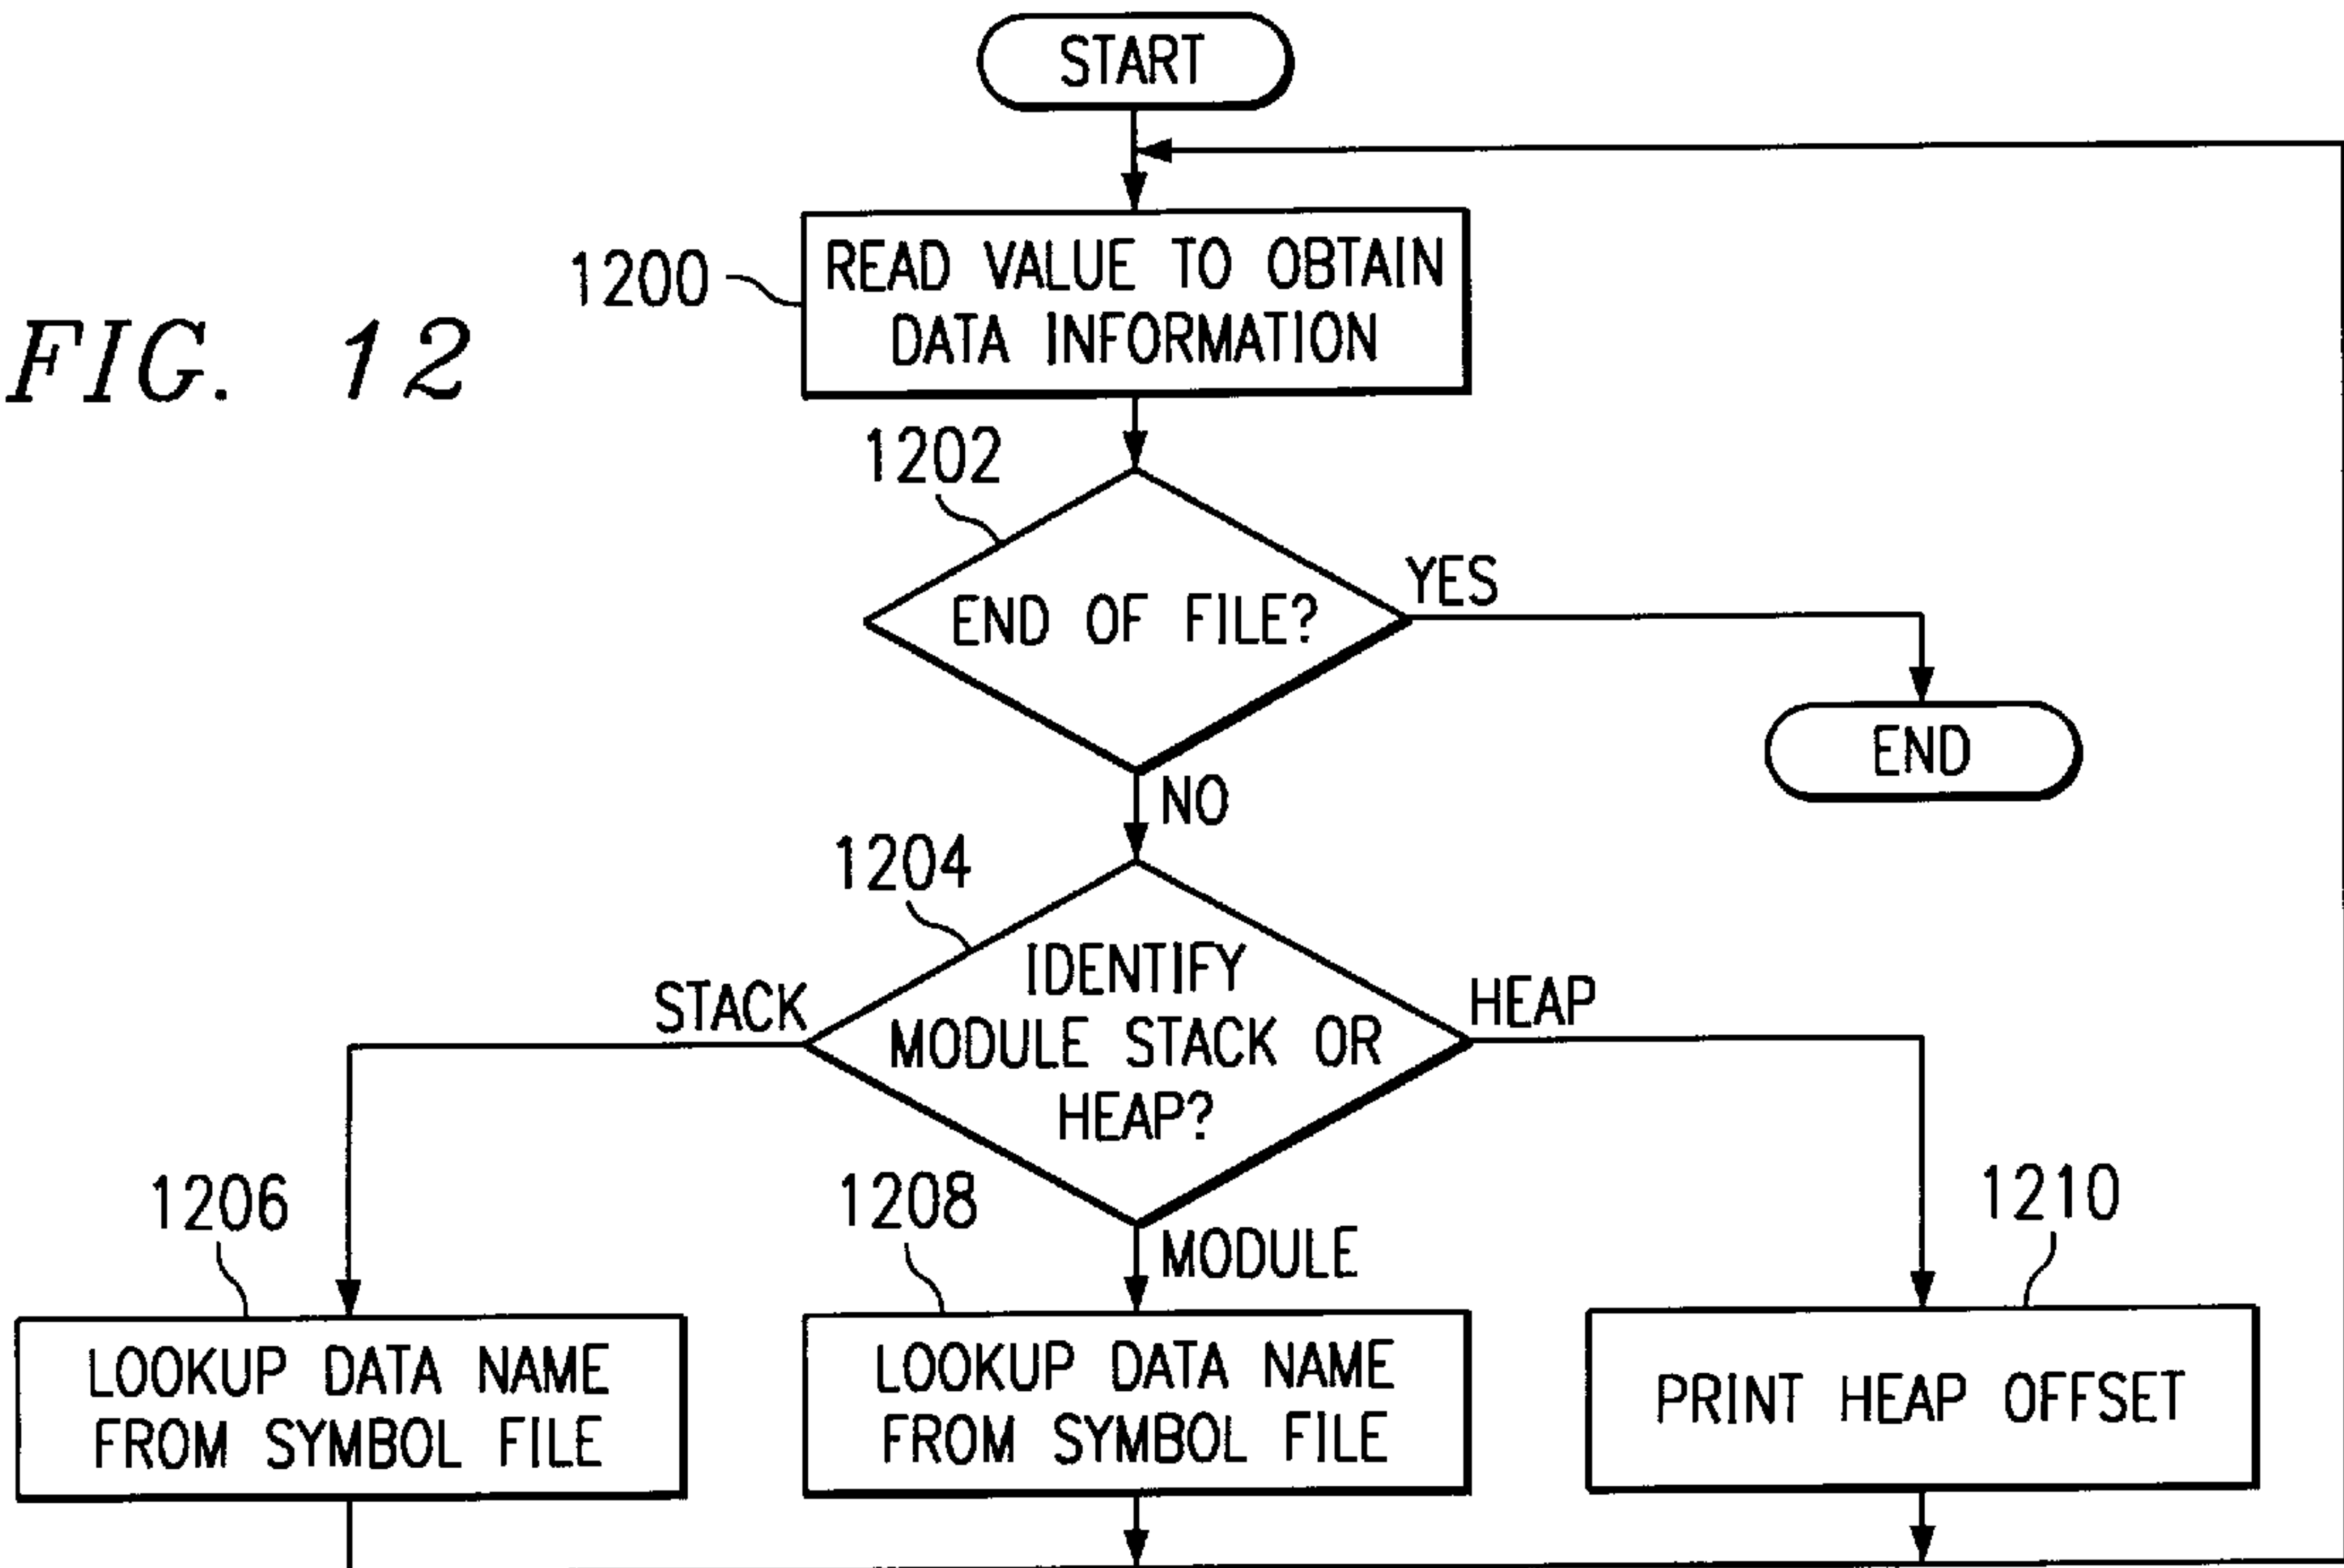 START
1200
READ VALUE TO OBTAIN
DATA INFORMATION
FIG. 12
1202
END OF FILE?
YES
END
NO
1204
IDENTIFY
MODULE STACK OR
HEAP?
STACK
HEAP
MODULE
1206
LOOKUP DATA NAME
FROM SYMBOL FILE
1208
LOOKUP DATA NAME
FROM SYMBOL FILE
1210
PRINT HEAP OFFSET